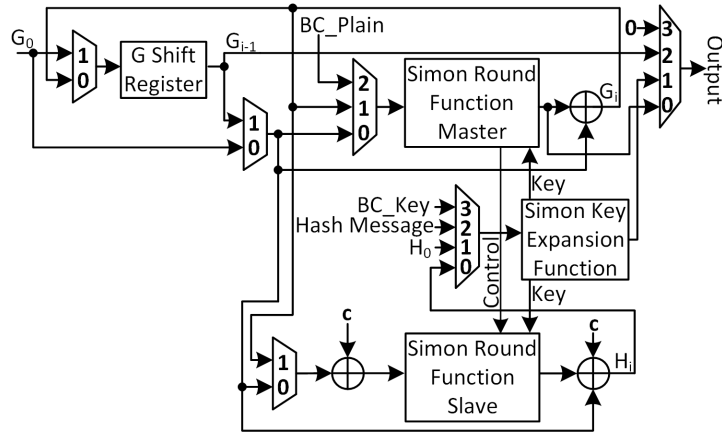 BC_Plain
0
3
G0
1
0
G Shift
Register
Gi-1
2
1
0
Simon Round
Function
Master
Gi
2
1
0
Output
1
0
BC_Key
Hash Message
H0
3
2
1
0
Key
Simon Key
Expansion
Function
Control
Key
c
c
1
0
Simon Round
Function
Slave
Hi